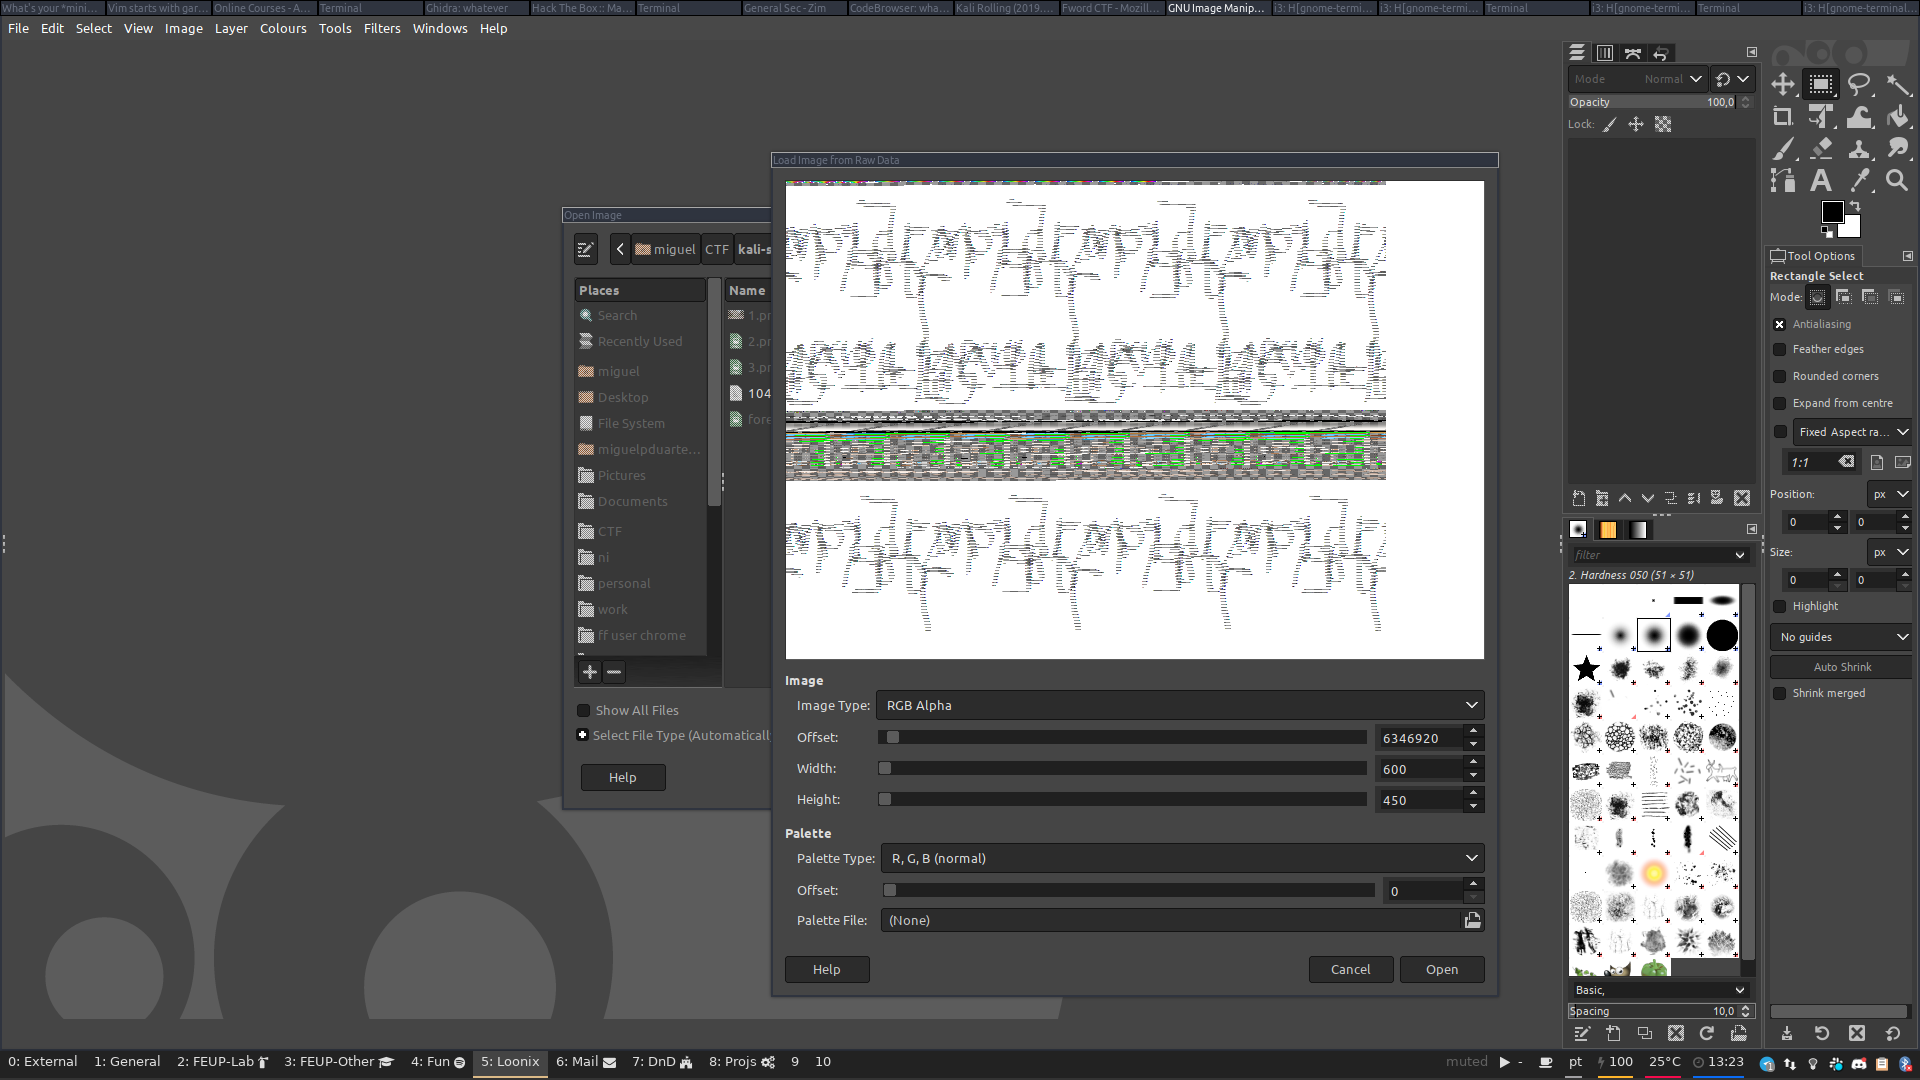 What's your *mini...
Vim starts with gar...
Online Courses - A...
Terminal
Ghidra: whatever
Hack The Box :: Ma...
Terminal
General Sec - Zim
CodeBrowser: wha...
Kali Rolling (2019....
Fword CTF - Mozill...
GNU Image Manip...
i3: H[gnome-termi...
i3: H[gnome-termi...
Terminal
i3: H[gnome-termi...
Terminal
i3: H[gnome-terminal...
File Edit Select View Image Layer Colours Tools Filters Windows Help
Mode Normal
Opacity 100,0
Lock:
Load Image from Raw Data
Open Image
miguel CTF kali-s
Places
Search
Recently Used
miguel
Desktop
File System
miguelpduarte...
Pictures
Documents
CTF
ni
personal
work
ff user chrome
Name
1.pr
2.pr
3.pr
104
fore
Show All Files
Select File Type (Automaticall
Help
Image
Image Type: RGB Alpha
Offset: 6346920
Width: 600
Height: 450
Palette
Palette Type: R, G, B (normal)
Offset: 0
Palette File: (None)
Help Cancel Open
Tool Options
Rectangle Select
Mode:
Antialiasing
Feather edges
Rounded corners
Expand from centre
Fixed Aspect ra...
1:1
Position: px
0 0
Size: px
0 0
Highlight
No guides
Auto Shrink
Shrink merged
filter
2. Hardness 050 (51 × 51)
Basic,
Spacing 10,0
0: External 1: General 2: FEUP-Lab 3: FEUP-Other 4: Fun 5: Loonix 6: Mail 7: DnD 8: Projs 9 10
muted - pt 100 25°C 13:23